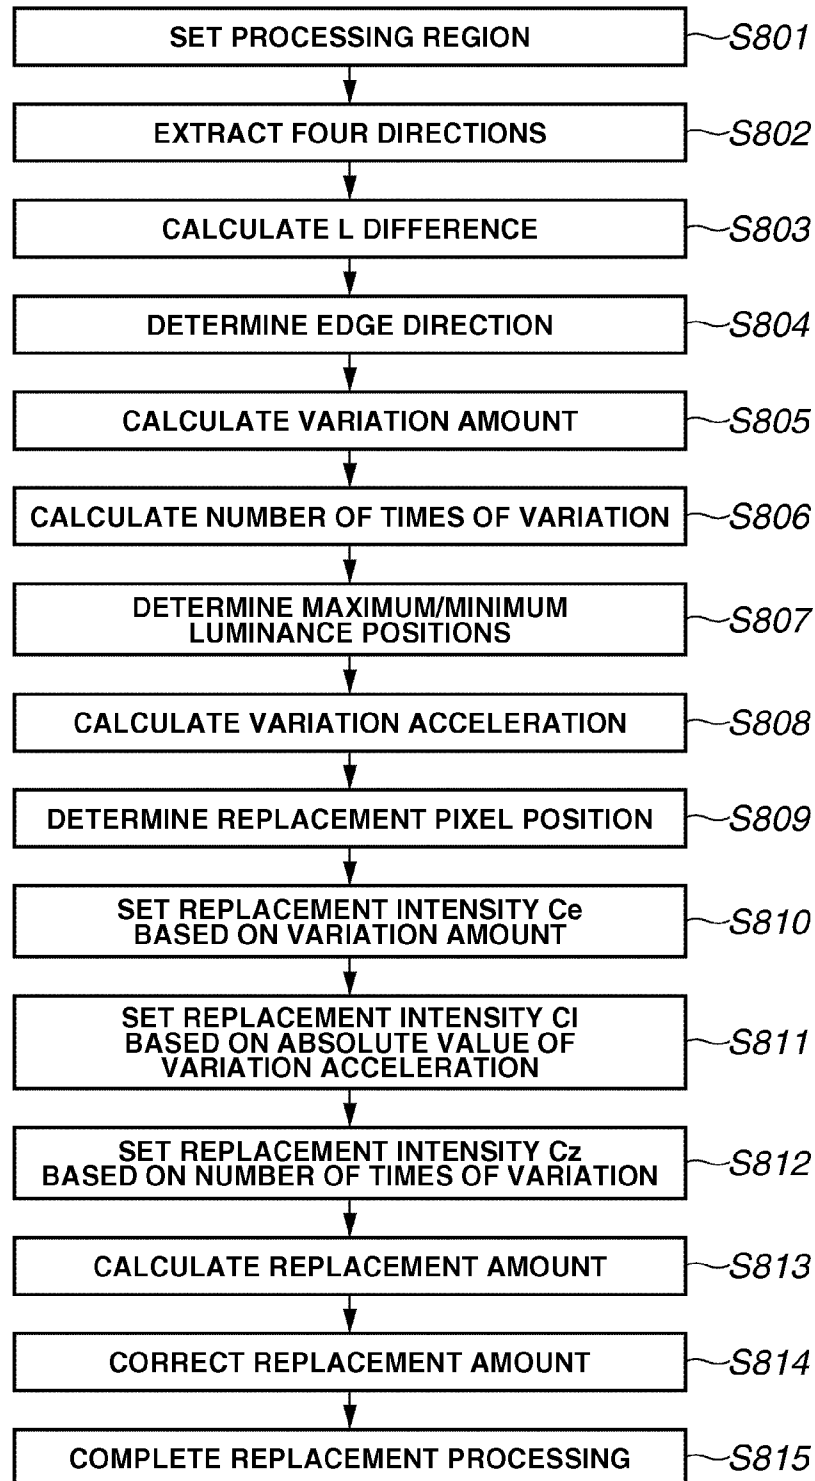 SET PROCESSING REGION S801
EXTRACT FOUR DIRECTIONS S802
CALCULATE L DIFFERENCE S803
DETERMINE EDGE DIRECTION S804
CALCULATE VARIATION AMOUNT S805
CALCULATE NUMBER OF TIMES OF VARIATION S806
DETERMINE MAXIMUM/MINIMUM
LUMINANCE POSITIONS S807
CALCULATE VARIATION ACCELERATION S808
DETERMINE REPLACEMENT PIXEL POSITION S809
SET REPLACEMENT INTENSITY Ce
BASED ON VARIATION AMOUNT S810
SET REPLACEMENT INTENSITY Cl
BASED ON ABSOLUTE VALUE OF
VARIATION ACCELERATION S811
SET REPLACEMENT INTENSITY Cz
BASED ON NUMBER OF TIMES OF VARIATION S812
CALCULATE REPLACEMENT AMOUNT S813
CORRECT REPLACEMENT AMOUNT S814
COMPLETE REPLACEMENT PROCESSING S815